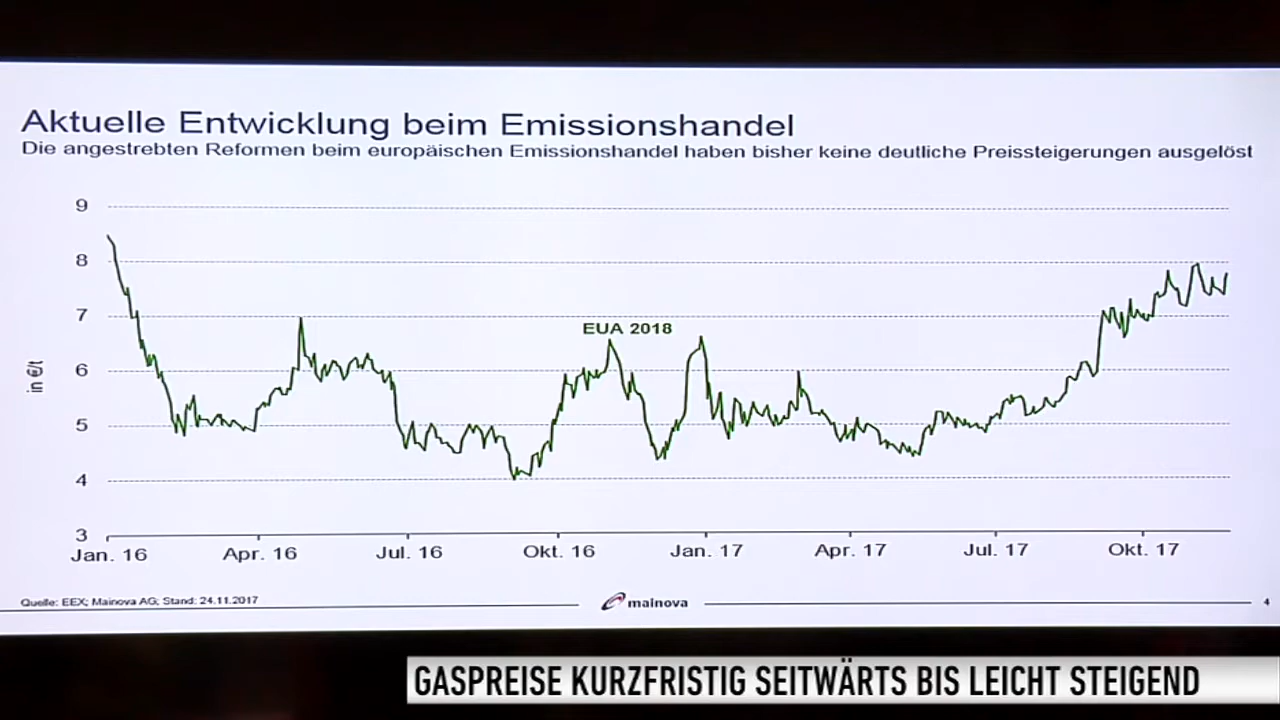 Aktuelle Entwicklung beim Emissionshandel
Die angestrebten Reformen beim europäischen Emissionshandel haben bisher keine deutliche Preissteigerungen ausgelöst
9
8
7
6
5
4
3
in €/t
EUA 2018
Jan. 16 Apr. 16 Jul. 16 Okt. 16 Jan. 17 Apr. 17 Jul. 17 Okt. 17
Quelle: EEX; Mainova AG; Stand: 24.11.2017
mainova
4
GASPREISE KURZFRISTIG SEITWÄRTS BIS LEICHT STEIGEND